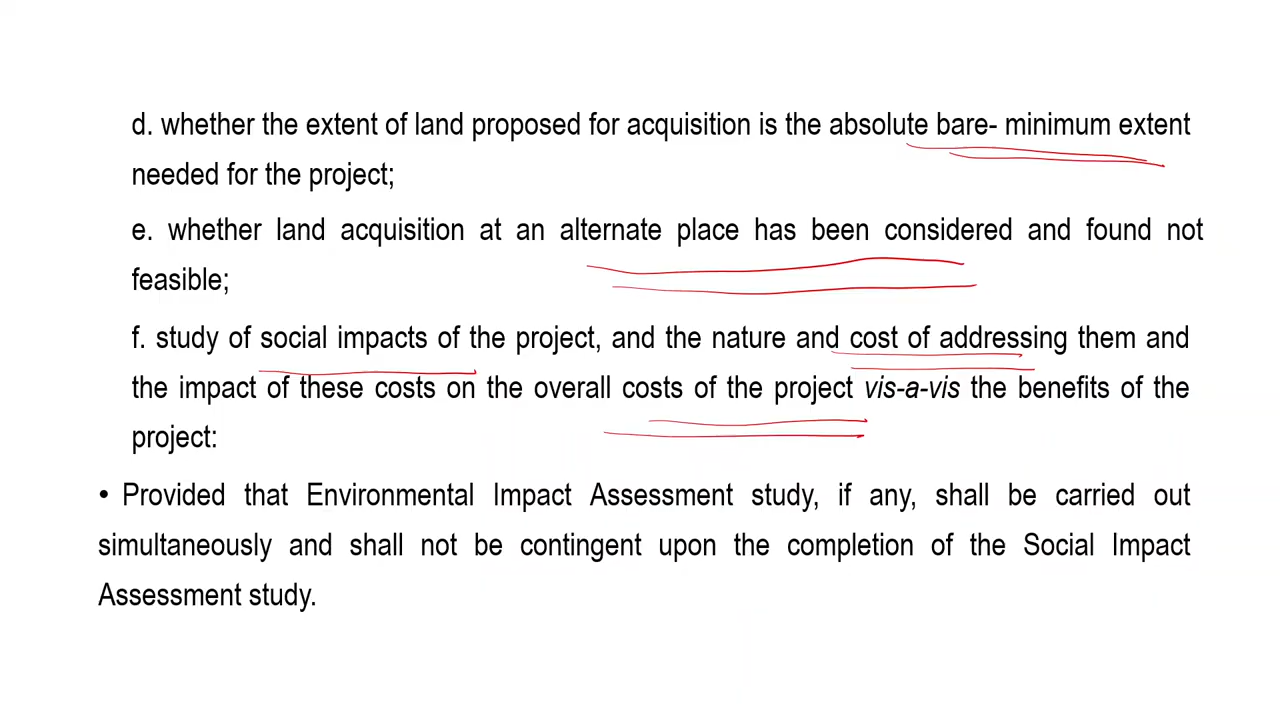 d. whether the extent of land proposed for acquisition is the absolute bare- minimum extent
needed for the project;
e. whether land acquisition at an alternate place has been considered and found not
feasible;
f. study of social impacts of the project, and the nature and cost of addressing them and
the impact of these costs on the overall costs of the project vis-a-vis the benefits of the
project:
• Provided that Environmental Impact Assessment study, if any, shall be carried out
simultaneously and shall not be contingent upon the completion of the Social Impact
Assessment study.